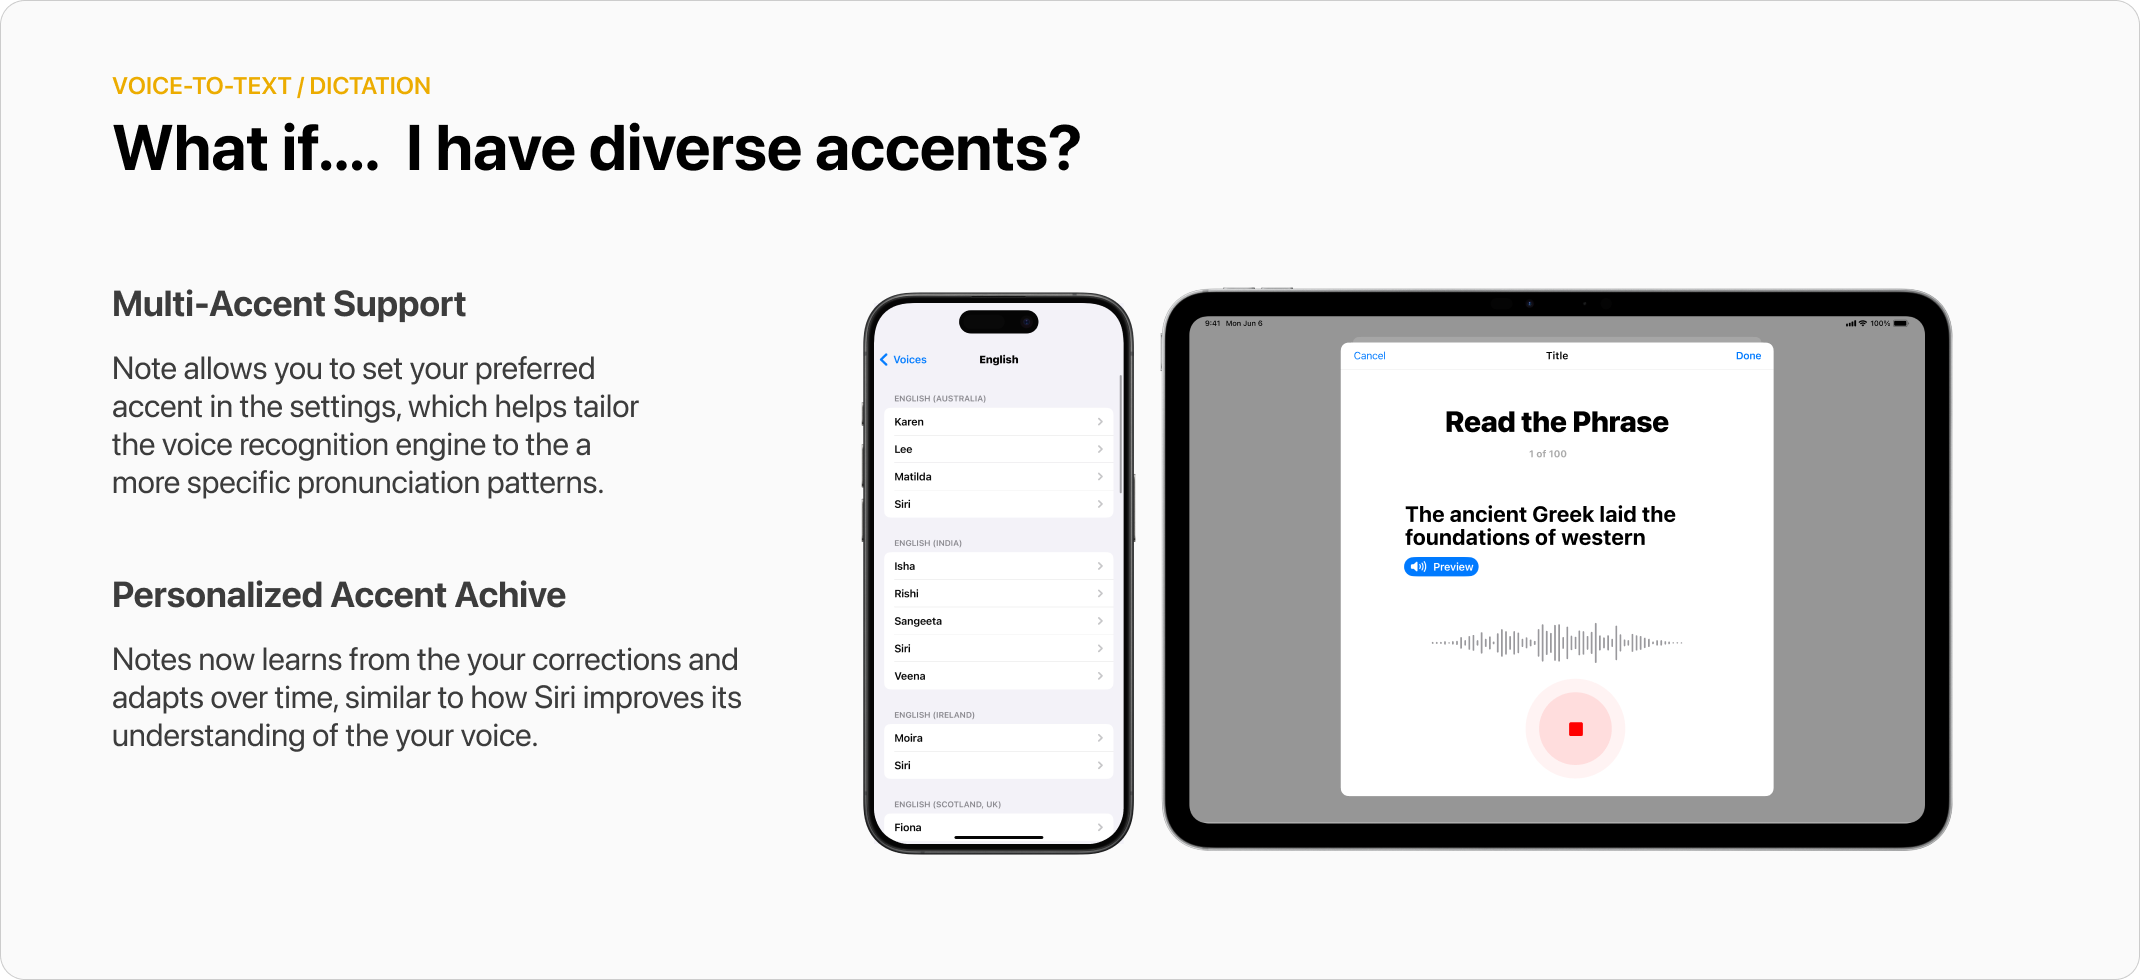 VOICE-TO-TEXT / DICTATION
What if.... I have diverse accents?
Multi-Accent Support
Note allows you to set your preferred
accent in the settings, which helps tailor
the voice recognition engine to the a
more specific pronunciation patterns.
Personalized Accent Achive
Notes now learns from the your corrections and
adapts over time, similar to how Siri improves its
understanding of the your voice.
Voices
English
ENGLISH (AUSTRALIA)
Karen
Lee
Matilda
Siri
ENGLISH (INDIA)
Isha
Rishi
Sangeeta
Siri
Veena
ENGLISH (IRELAND)
Moira
Siri
ENGLISH (SCOTLAND, UK)
Fiona
9:41 Mon Jun 6
100%
Cancel
Title
Done
Read the Phrase
1 of 100
The ancient Greek laid the
foundations of western
Preview